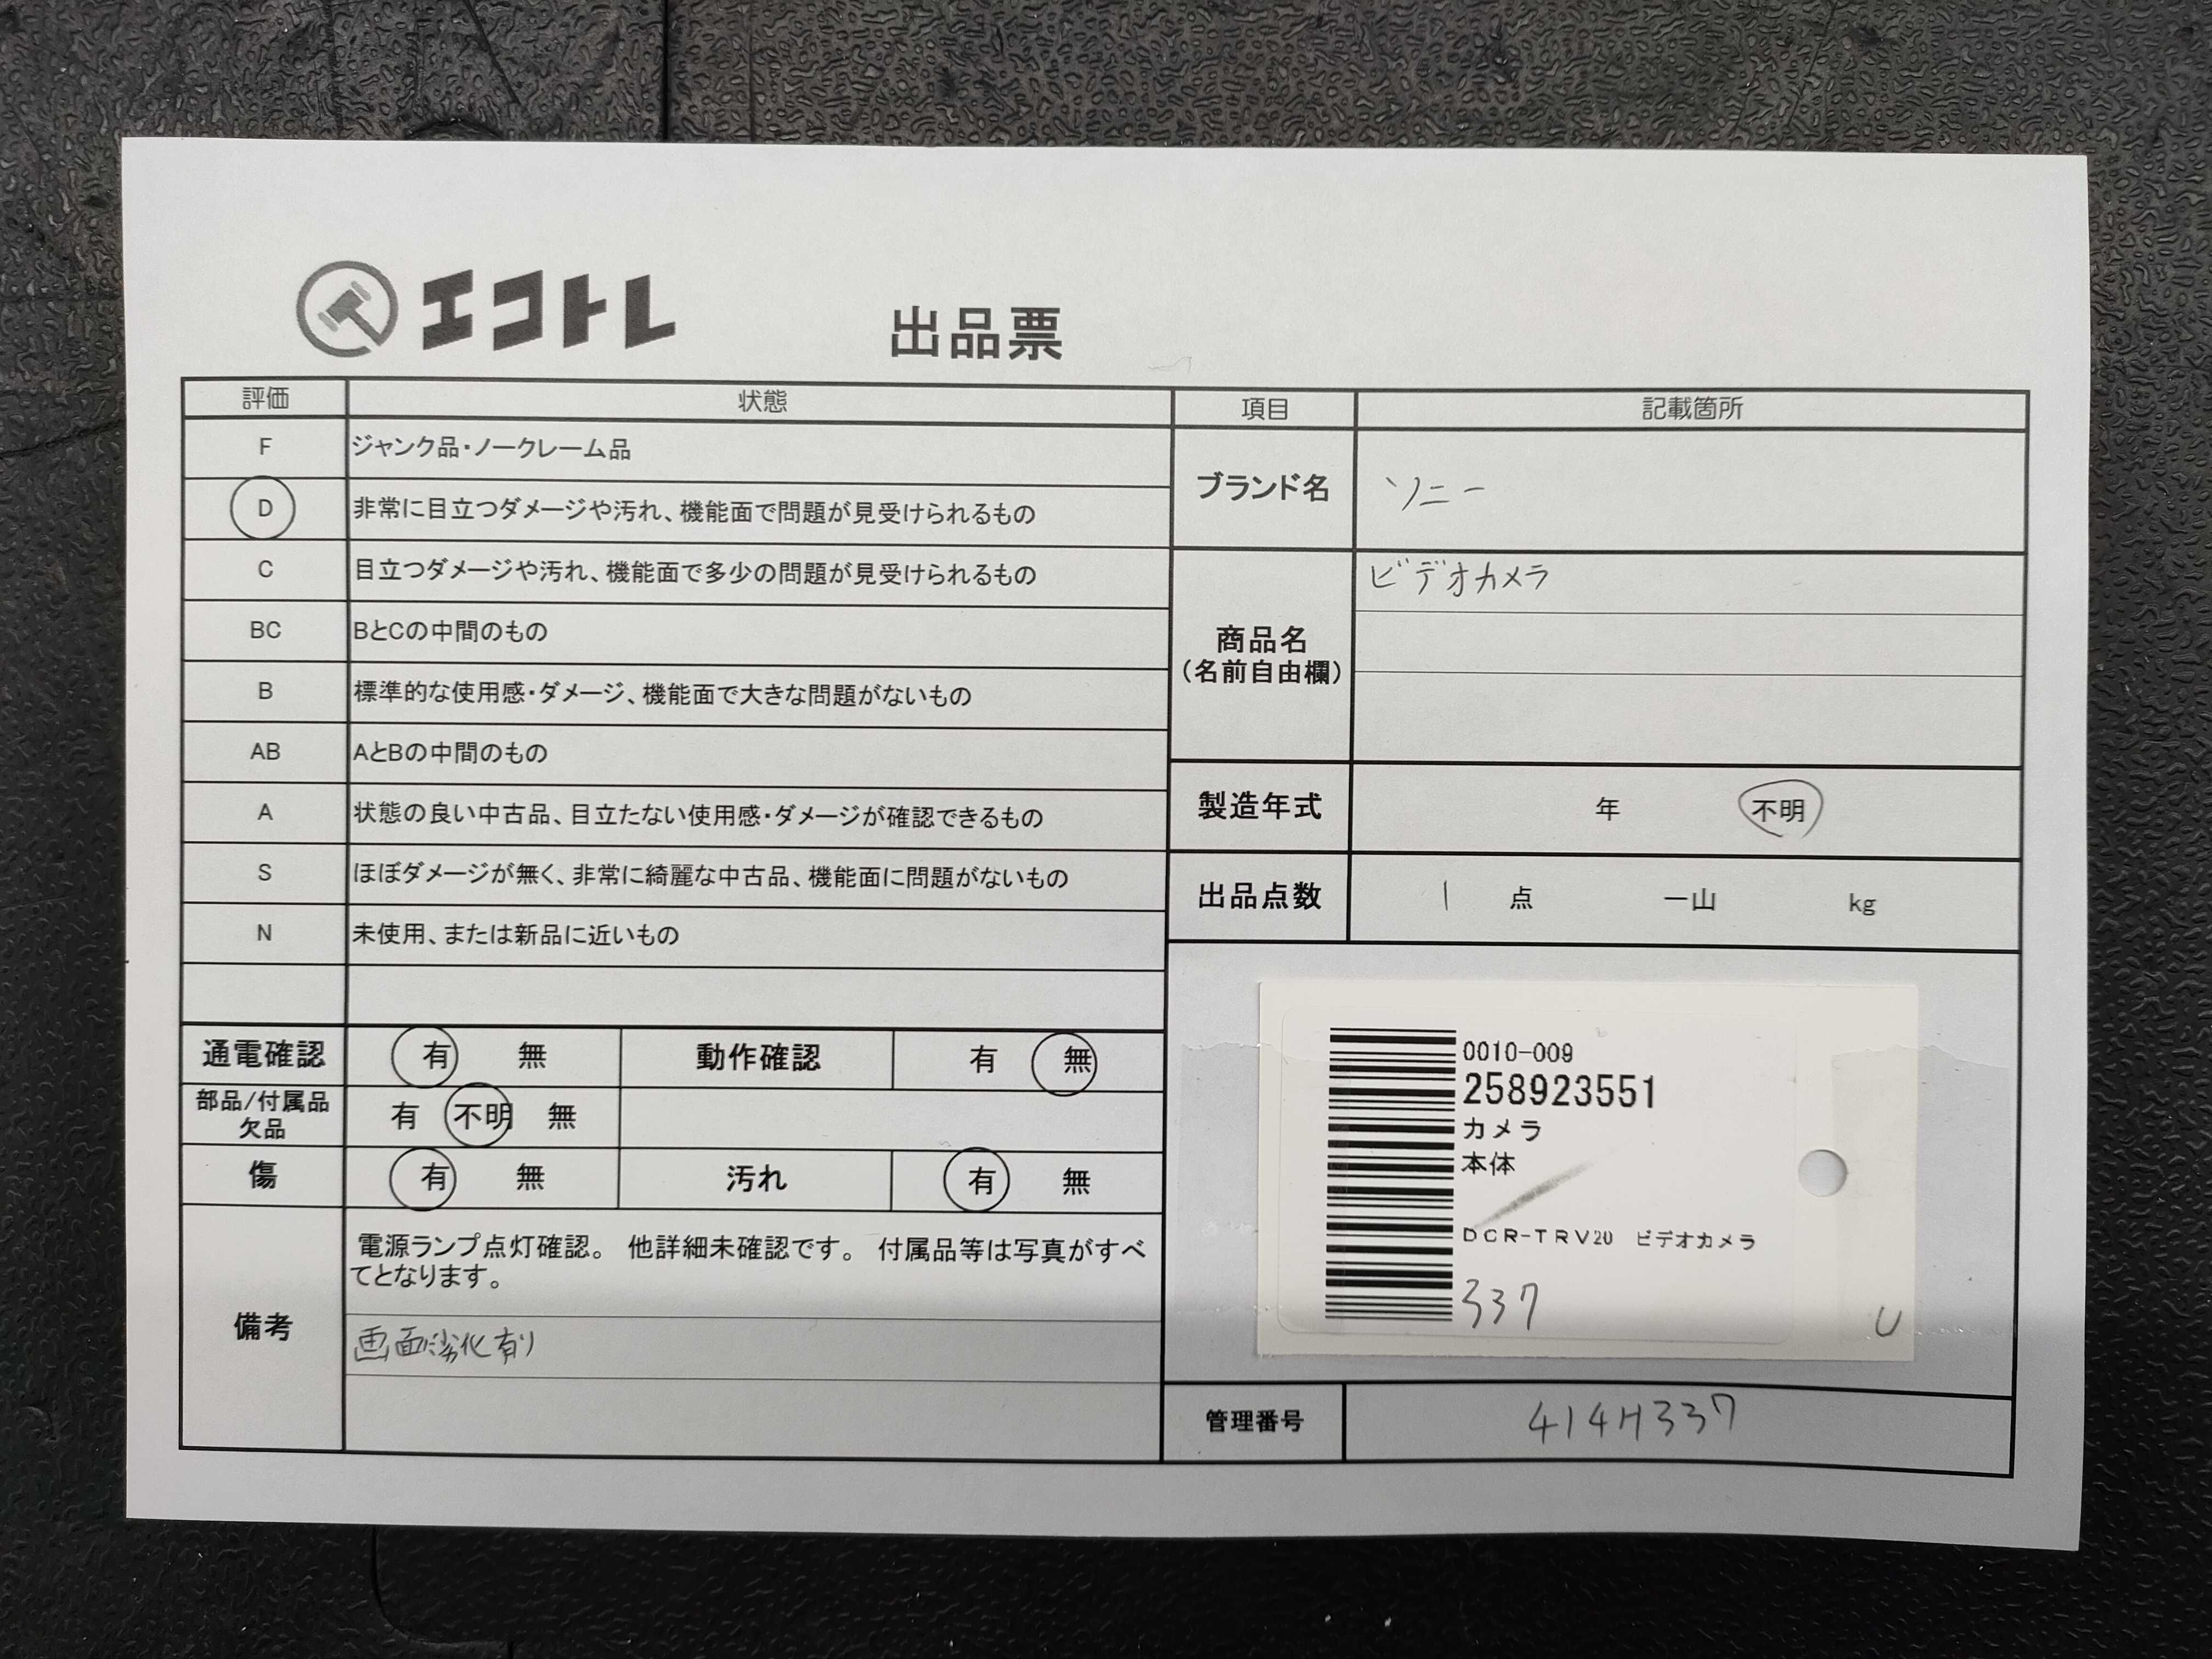 エコトレ
出品票
評価 状態
F ジャンク品・ノークレーム品
D 非常に目立つダメージや汚れ、機能面で問題が見受けられるもの
C 目立つダメージや汚れ、機能面で多少の問題が見受けられるもの
BC BとCの中間のもの
B 標準的な使用感・ダメージ、機能面で大きな問題がないもの
AB AとBの中間のもの
A 状態の良い中古品、目立たない使用感・ダメージが確認できるもの
S ほぼダメージが無く、非常に綺麗な中古品、機能面に問題がないもの
N 未使用、または新品に近いもの
通電確認 有 無 動作確認 有 無
部品/付属品
欠品
有 不明 無
傷 有 無 汚れ 有 無
備考
電源ランプ点灯確認。 他詳細未確認です。 付属品等は写真がすべ
てとなります。
画面劣化有り
項目 記載箇所
ブランド名 ソニー
商品名
(名前自由欄)
ビデオカメラ
製造年式 年 不明
出品点数 1 点 一山 kg
0010-009
258923551
カメラ
本体
DCR-TRV20 ビデオカメラ
337
U
管理番号 414H337